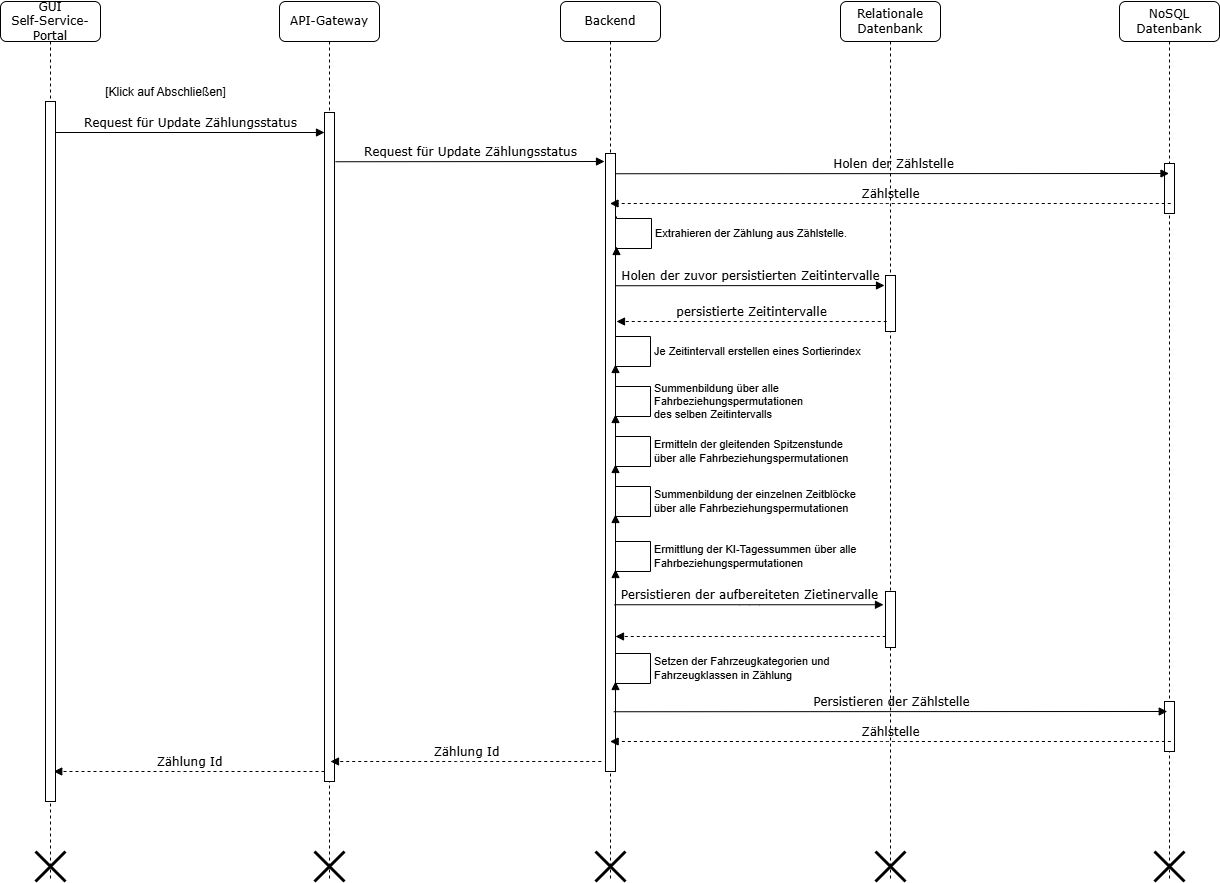 GUI
Self-Service-
Portal
API-Gateway
Backend
Relationale
Datenbank
NoSQL
Datenbank
[Klick auf Abschließen]
Request für Update Zählungsstatus
Request für Update Zählungsstatus
Holen der Zählstelle
Zählstelle
Extrahieren der Zählung aus Zählstelle.
Holen der zuvor persistierten Zeitintervalle
persistierte Zeitintervalle
Je Zeitintervall erstellen eines Sortierindex
Summenbildung über alle
Fahrbeziehungspermutationen
des selben Zeitintervalls
Ermitteln der gleitenden Spitzenstunde
über alle Fahrbeziehungspermutationen
Summenbildung der einzelnen Zeitblöcke
über alle Fahrbeziehungspermutationen
Ermittlung der KI-Tagessummen über alle
Fahrbeziehungspermutationen
Persistieren der aufbereiteten Zietinervalle
Setzen der Fahrzeugkategorien und
Fahrzeugklassen in Zählung
Persistieren der Zählstelle
Zählstelle
Zählung Id
Zählung Id